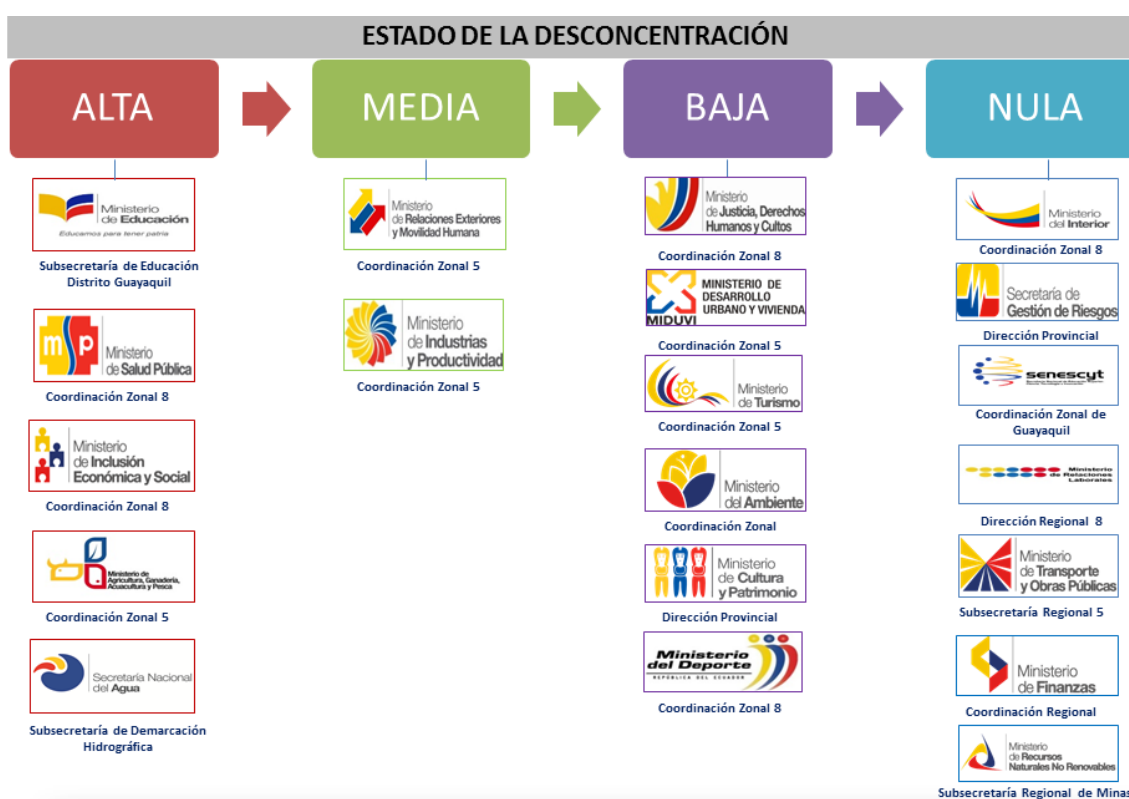 ESTADO DE LA DESCONCENTRACIÓN
ALTA
MEDIA
BAJA
NULA
Ministerio
de Educación
Educamos para tener patria
Subsecretaría de Educación
Distrito Guayaquil
msp
Ministerio
de Salud Pública
Coordinación Zonal 8
Ministerio
de Inclusión
Económica y Social
Coordinación Zonal 8
Ministerio de
Agricultura, Ganadería,
Acuacultura y Pesca
Coordinación Zonal 5
Secretaría Nacional
del Agua
Subsecretaría de Demarcación
Hidrográfica
Ministerio
de Relaciones Exteriores
y Movilidad Humana
Coordinación Zonal 5
Ministerio
de Industrias
y Productividad
Coordinación Zonal 5
Ministerio
de Justicia, Derechos
Humanos y Cultos
Coordinación Zonal 8
MIDUVI
MINISTERIO DE
DESARROLLO
URBANO Y VIVIENDA
Coordinación Zonal 5
Ministerio
de Turismo
Coordinación Zonal 5
Ministerio
del Ambiente
Coordinación Zonal
Ministerio
de Cultura
y Patrimonio
Dirección Provincial
Ministerio
del Deporte
REPÚBLICA DEL ECUADOR
Coordinación Zonal 8
Ministerio
del Interior
Coordinación Zonal 8
Secretaría de
Gestión de Riesgos
Dirección Provincial
senescyt
Coordinación Zonal de
Guayaquil
Ministerio
de Relaciones
Laborales
Dirección Regional 8
Ministerio
de Transporte
y Obras Públicas
Subsecretaría Regional 5
Ministerio
de Finanzas
Coordinación Regional
Ministerio
de Recursos
Naturales No Renovables
Subsecretaría Regional de Minas